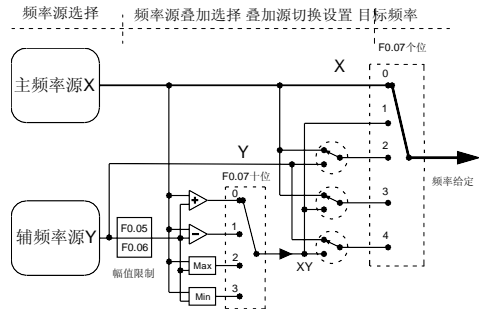 频率源选择 频率源叠加选择 叠加源切换设置 目标频率
F0.07个位
主频率源X
X
0
1
2
3
4
Y
频率给定
F0.07十位
辅频率源Y
F0.05
F0.06
幅值限制
+
−
Max
Min
0
1
2
3
XY